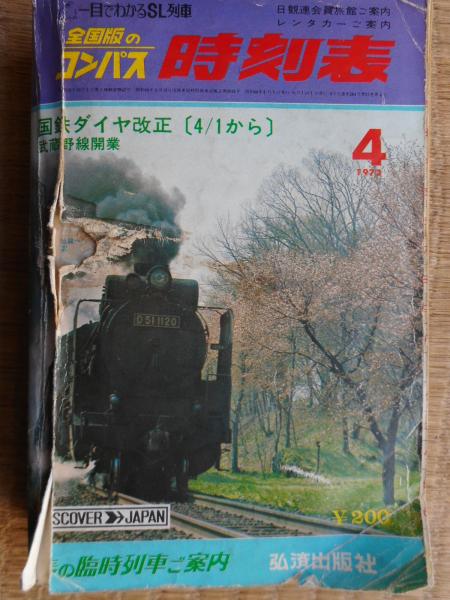 一目でわかるSL列車
日観連会員旅館ご案内
レンタカーご案内
全国版の
コンパス 時刻表
国鉄ダイヤ改正〔4/1から〕
武蔵野線開業
4
1973
D511120
SCOVER JAPAN
¥200
の臨時列車ご案内
弘済出版社